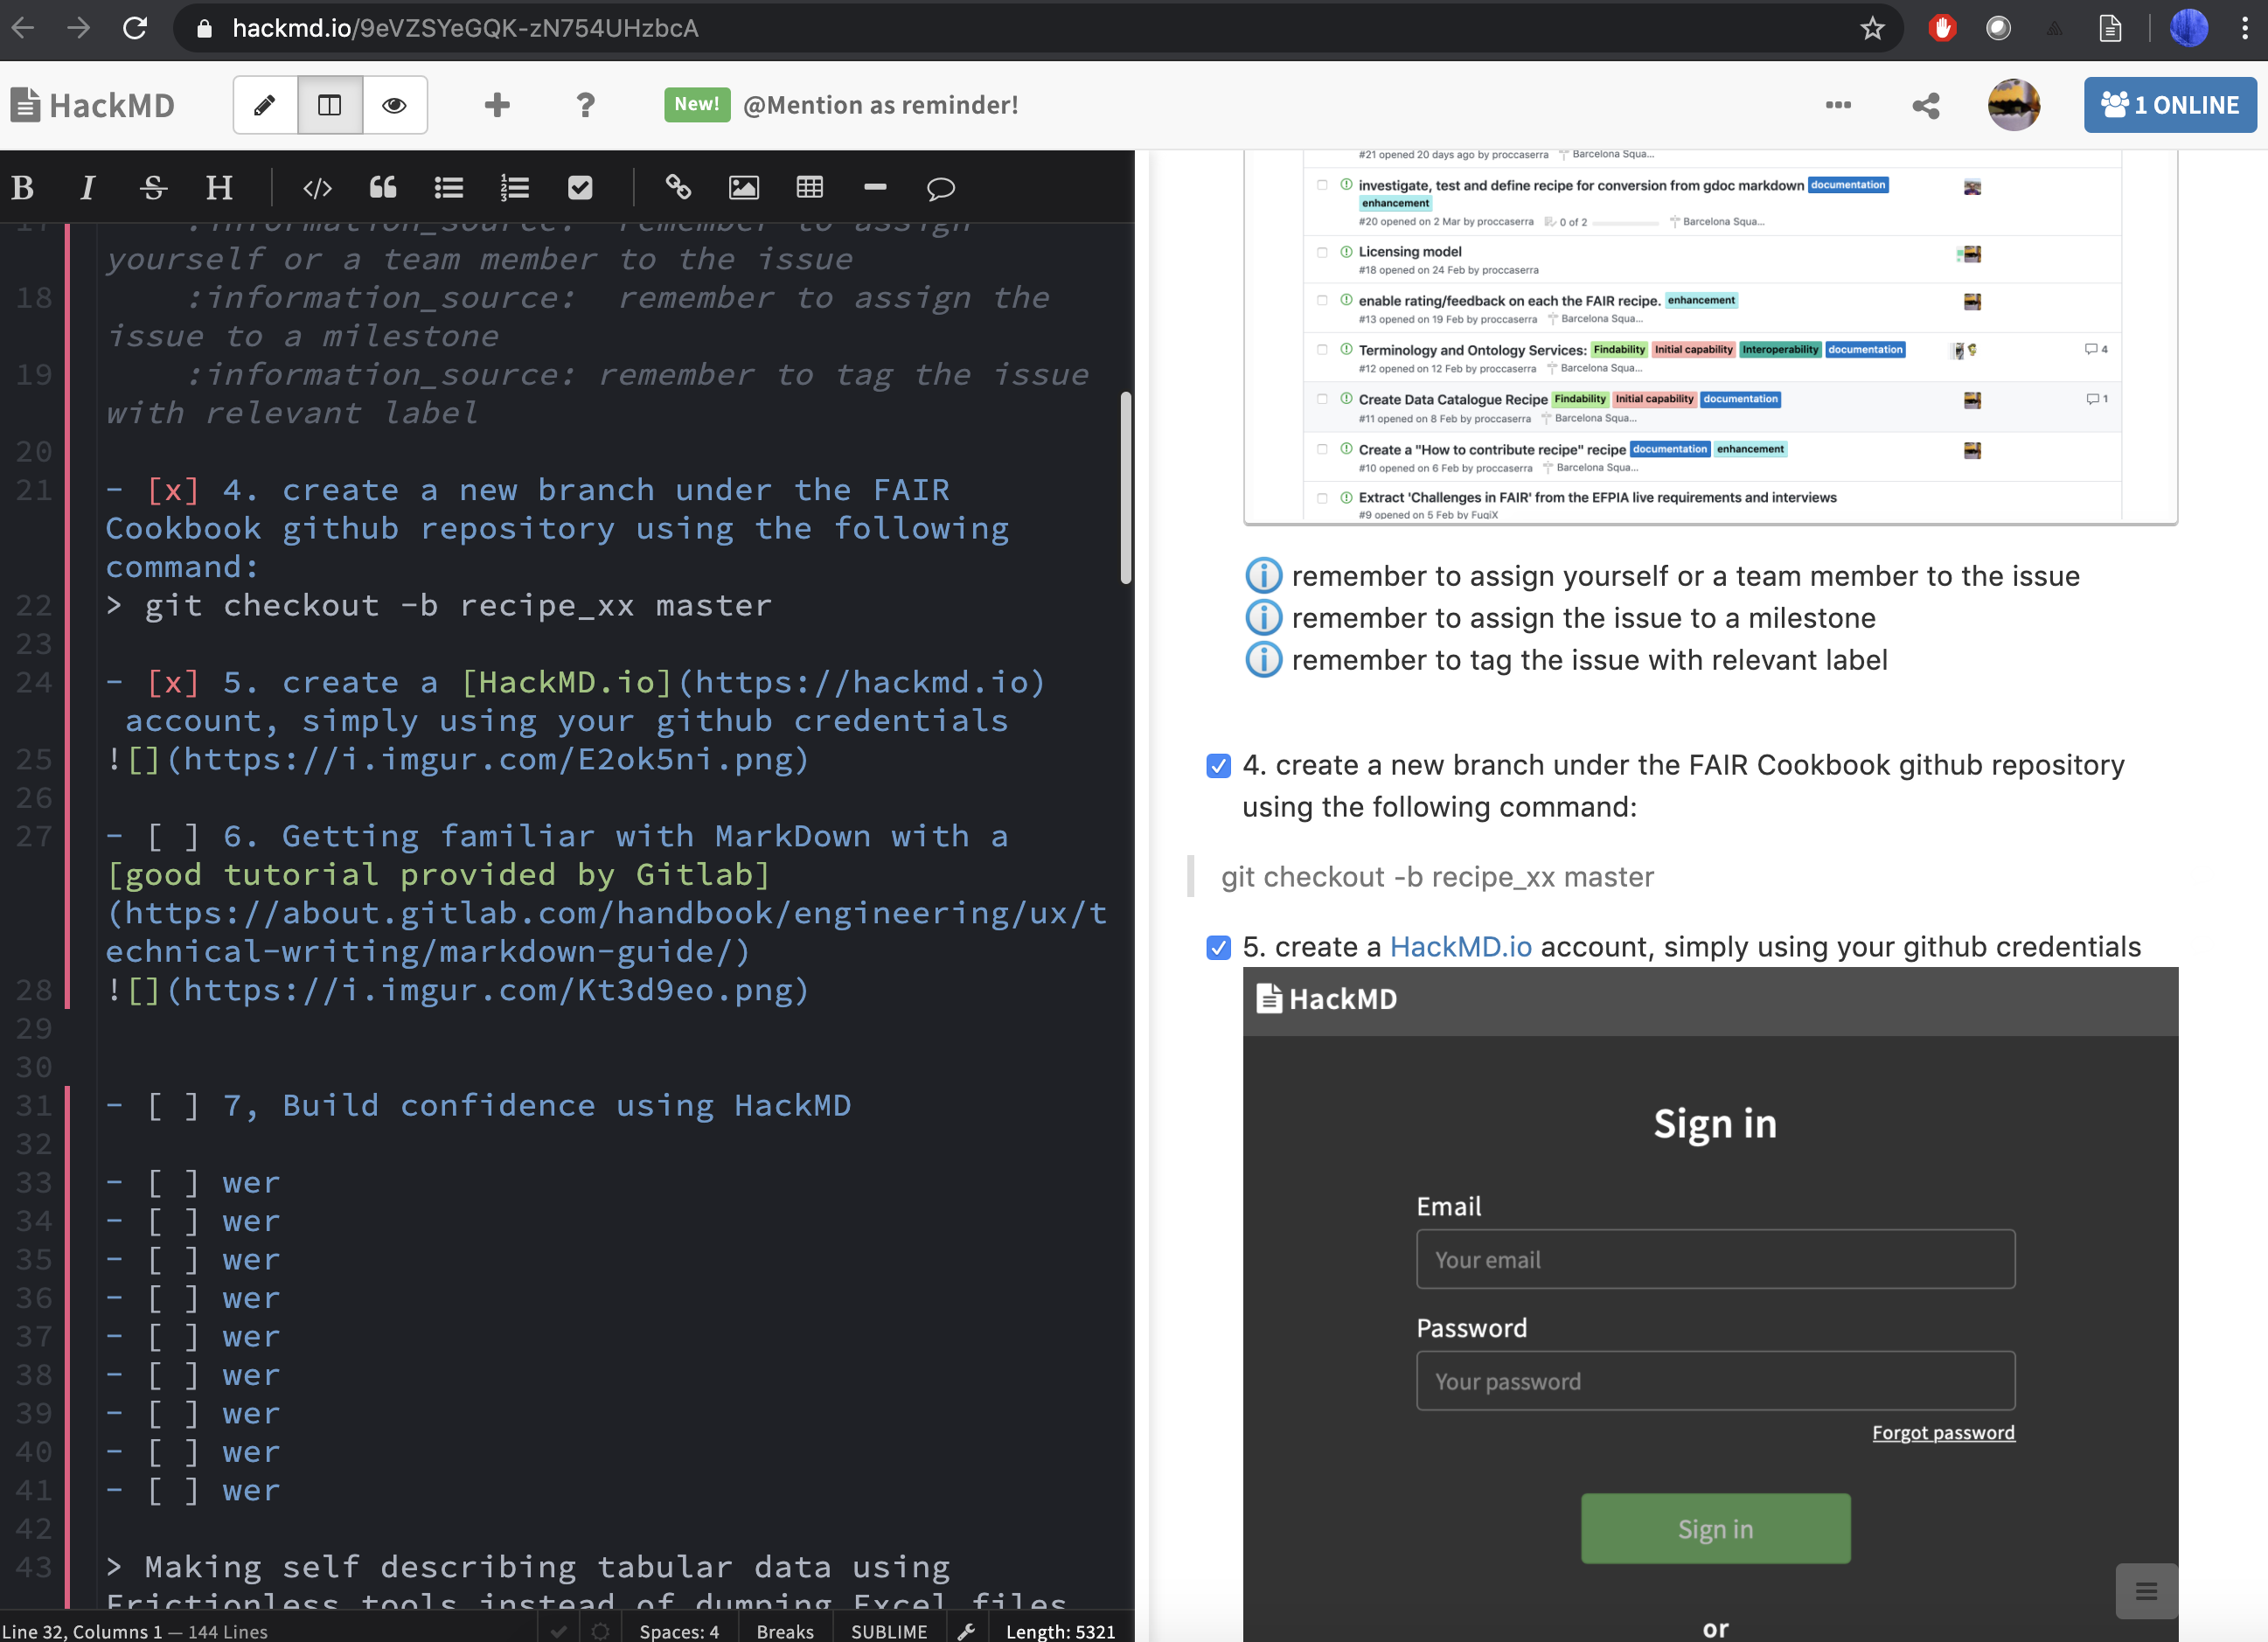 hackmd.io/9eVZSYeGQK-zN754UHzbcA
HackMD
New! @Mention as reminder!
1 ONLINE
B I S H
17 :information_source: remember to assign
yourself or a team member to the issue
18 :information_source: remember to assign the
issue to a milestone
19 :information_source: remember to tag the issue
with relevant label
20
21 - [x] 4. create a new branch under the FAIR
Cookbook github repository using the following
command:
22 > git checkout -b recipe_xx master
23
24 - [x] 5. create a [HackMD.io](https://hackmd.io)
account, simply using your github credentials
25 ![](https://i.imgur.com/E2ok5ni.png)
26
27 - [ ] 6. Getting familiar with MarkDown with a
[good tutorial provided by Gitlab]
(https://about.gitlab.com/handbook/engineering/ux/t
echnical-writing/markdown-guide/)
28 ![](https://i.imgur.com/Kt3d9eo.png)
29
30
31 - [ ] 7, Build confidence using HackMD
32
33 - [ ] wer
34 - [ ] wer
35 - [ ] wer
36 - [ ] wer
37 - [ ] wer
38 - [ ] wer
39 - [ ] wer
40 - [ ] wer
41 - [ ] wer
42
43 > Making self describing tabular data using
Frictionless tools instead of dumping Excel files
Line 32, Columns 1 — 144 Lines
Spaces: 4 Breaks SUBLIME Length: 5321
#21 opened 20 days ago by proccaserra Barcelona Squa...
investigate, test and define recipe for conversion from gdoc markdown documentation
enhancement
#20 opened on 2 Mar by proccaserra 0 of 2 Barcelona Squa...
Licensing model
#18 opened on 24 Feb by proccaserra
enable rating/feedback on each the FAIR recipe. enhancement
#13 opened on 19 Feb by proccaserra Barcelona Squa...
Terminology and Ontology Services: Findability Initial capability Interoperability documentation 4
#12 opened on 12 Feb by proccaserra Barcelona Squa...
Create Data Catalogue Recipe Findability Initial capability documentation 1
#11 opened on 8 Feb by proccaserra Barcelona Squa...
Create a "How to contribute recipe" recipe documentation enhancement
#10 opened on 6 Feb by proccaserra Barcelona Squa...
Extract 'Challenges in FAIR' from the EFPIA live requirements and interviews
#9 opened on 5 Feb by FuqiX
remember to assign yourself or a team member to the issue
remember to assign the issue to a milestone
remember to tag the issue with relevant label
4. create a new branch under the FAIR Cookbook github repository
using the following command:
git checkout -b recipe_xx master
5. create a HackMD.io account, simply using your github credentials
HackMD
Sign in
Email
Your email
Password
Your password
Forgot password
Sign in
or